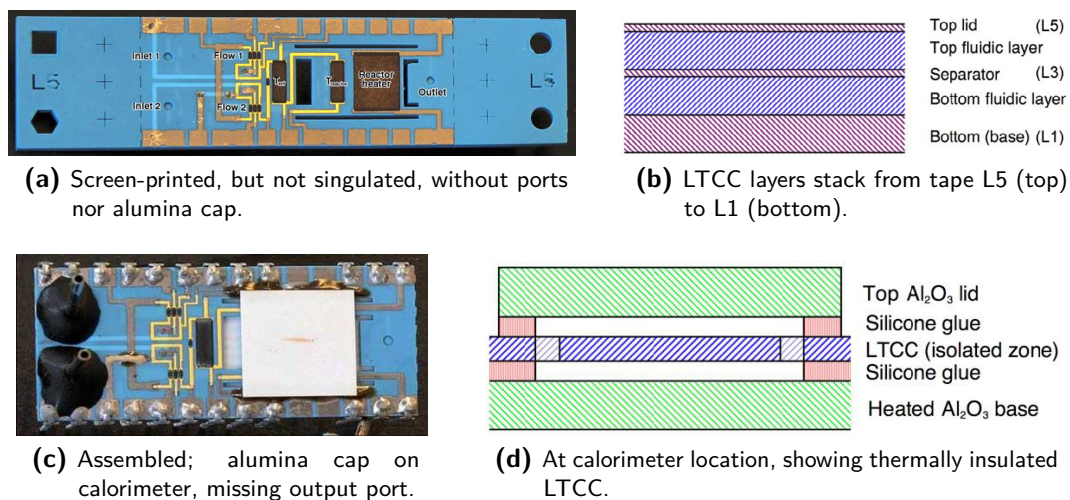 Inlet 1
Flow 1
L5
Tref
Treactor
Reactor
heater
Outlet
L5
Inlet 2
Flow 2
Top lid (L5)
Top fluidic layer
Separator (L3)
Bottom fluidic layer
Bottom (base) (L1)
(a) Screen-printed, but not singulated, without ports
nor alumina cap.
(b) LTCC layers stack from tape L5 (top)
to L1 (bottom).
Top Al₂O₃ lid
Silicone glue
LTCC (isolated zone)
Silicone glue
Heated Al₂O₃ base
(c) Assembled; alumina cap on
calorimeter, missing output port.
(d) At calorimeter location, showing thermally insulated
LTCC.